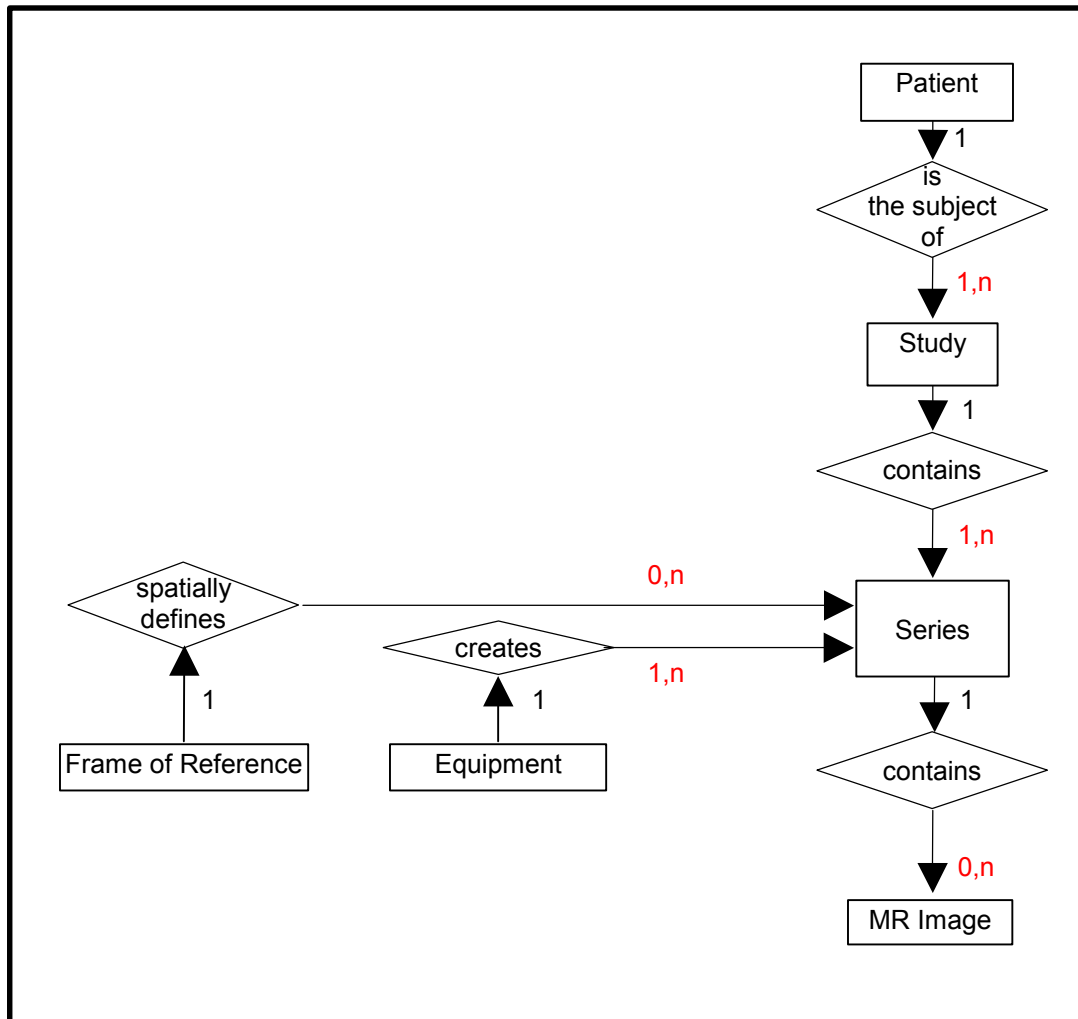 Patient
1
is
the subject
of
1,n
Study
1
contains
1,n
spatially
defines
0,n
Series
creates
1,n
1
1
1
Frame of Reference
Equipment
contains
0,n
MR Image